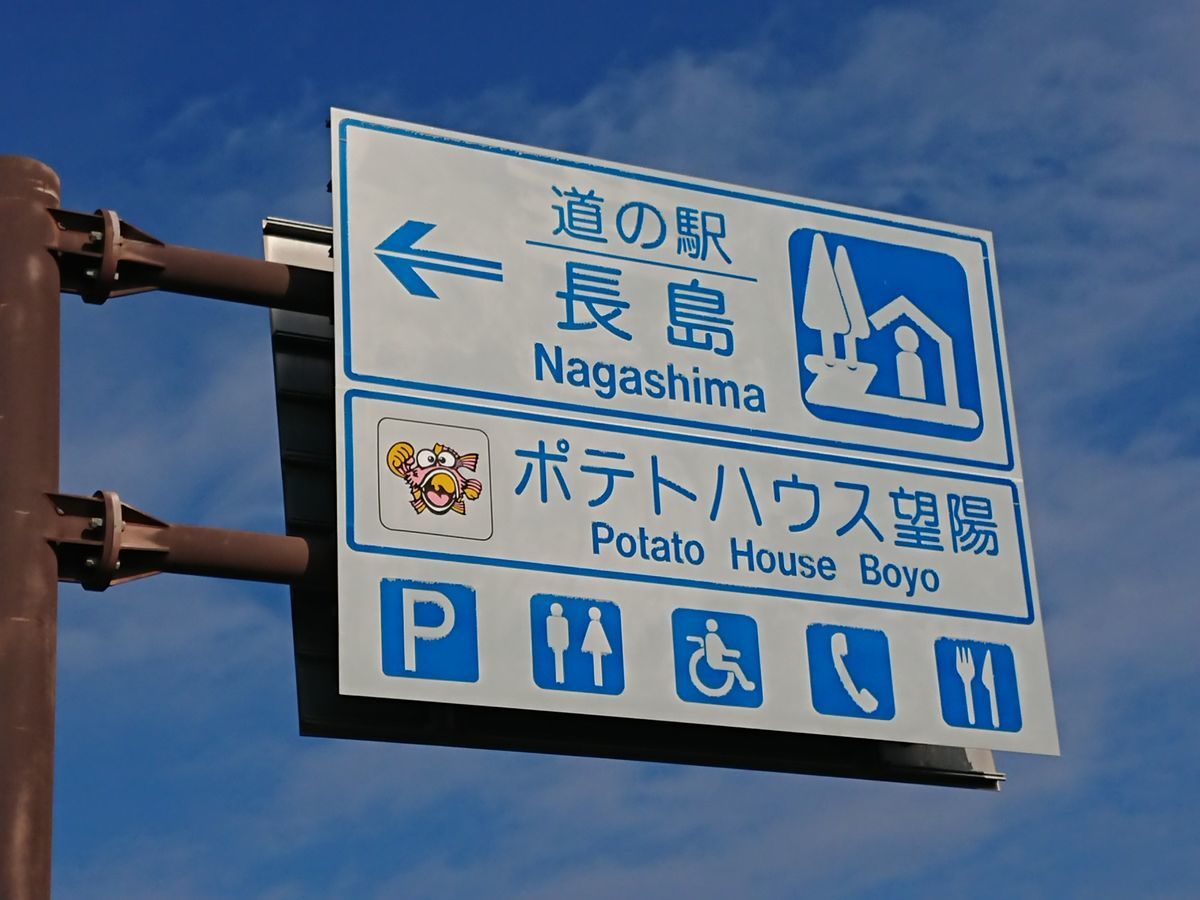 道の駅
長島
Nagashima
ポテトハウス望陽
Potato House Boyo
P